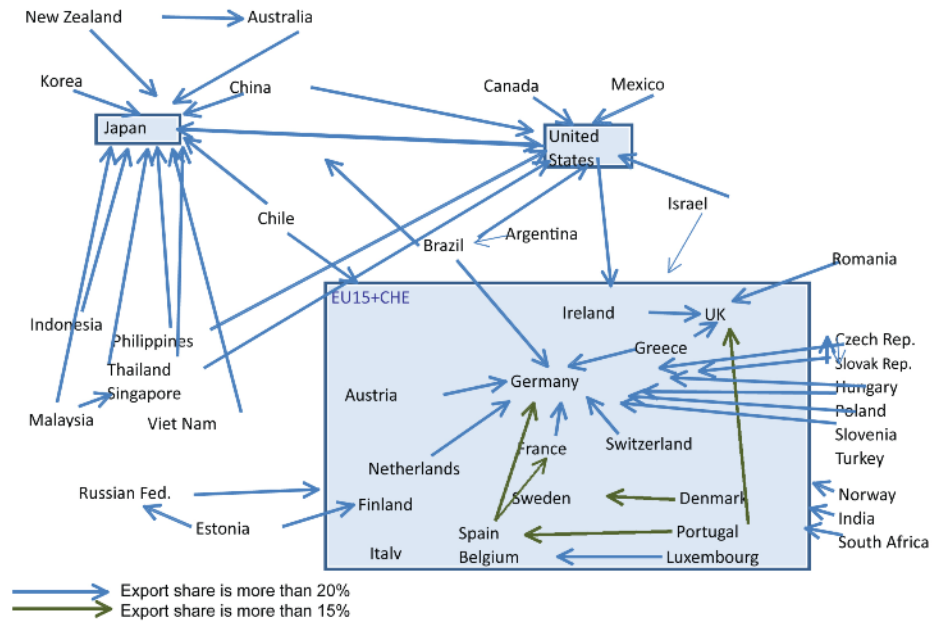 New Zealand
Australia
Korea
China
Canada
Mexico
Japan
United
States
Israel
Chile
Brazil
Argentina
Romania
EU15+CHE
Ireland
UK
Indonesia
Philippines
Greece
Czech Rep.
Thailand
Slovak Rep.
Singapore
Germany
Hungary
Austria
Poland
Malaysia
Viet Nam
Slovenia
France
Switzerland
Turkey
Netherlands
Russian Fed.
Finland
Sweden
Denmark
Norway
Estonia
India
Spain
Portugal
South Africa
Italy
Belgium
Luxembourg
Export share is more than 20%
Export share is more than 15%